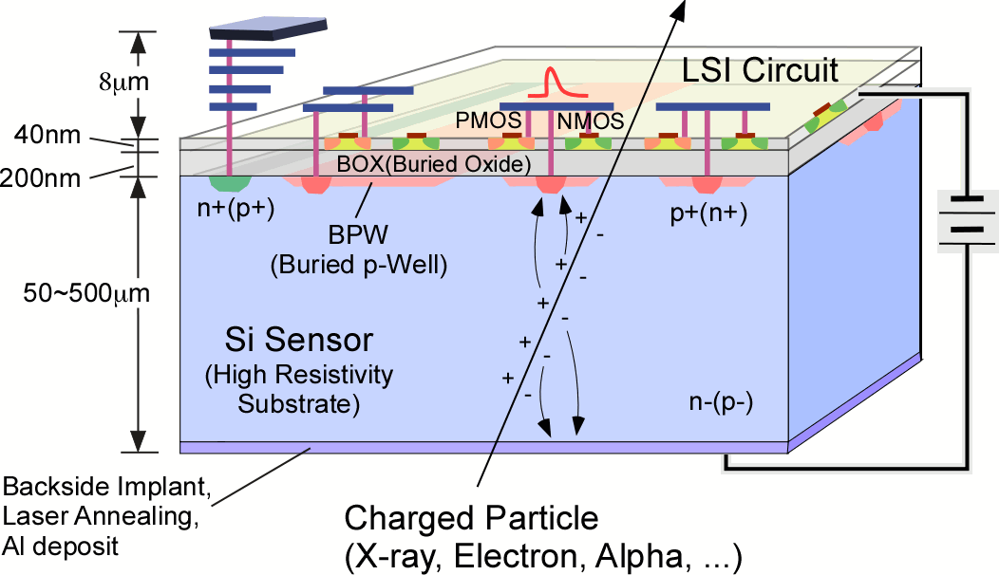 LSI Circuit
8μm
PMOS
NMOS
40nm
BOX(Buried Oxide)
200nm
n+(p+)
p+(n+)
BPW
(Buried p-Well)
+
-
+
-
50~500μm
+
-
Si Sensor
+
-
(High Resistivity
Substrate)
+
-
n-(p-)
Backside Implant,
Laser Annealing,
Al deposit
Charged Particle
(X-ray, Electron, Alpha, ...)